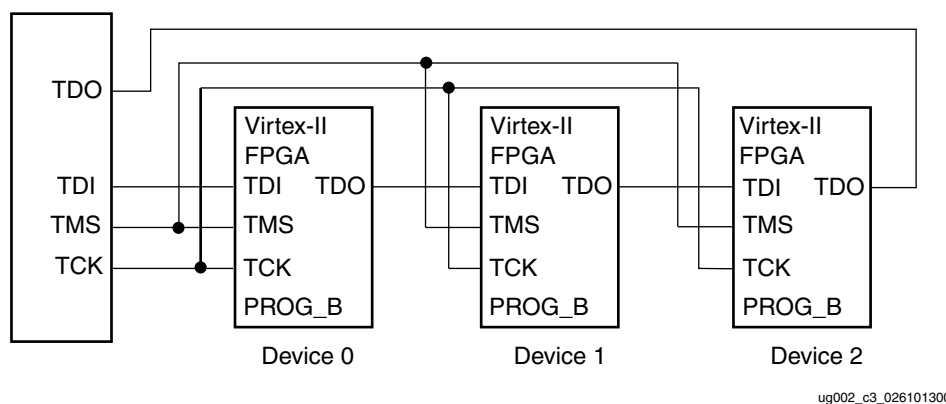 TDO
TDI
TMS
TCK
Virtex-II
FPGA
TDI TDO
TMS
TCK
PROG_B
Device 0
Virtex-II
FPGA
TDI TDO
TMS
TCK
PROG_B
Device 1
Virtex-II
FPGA
TDI TDO
TMS
TCK
PROG_B
Device 2